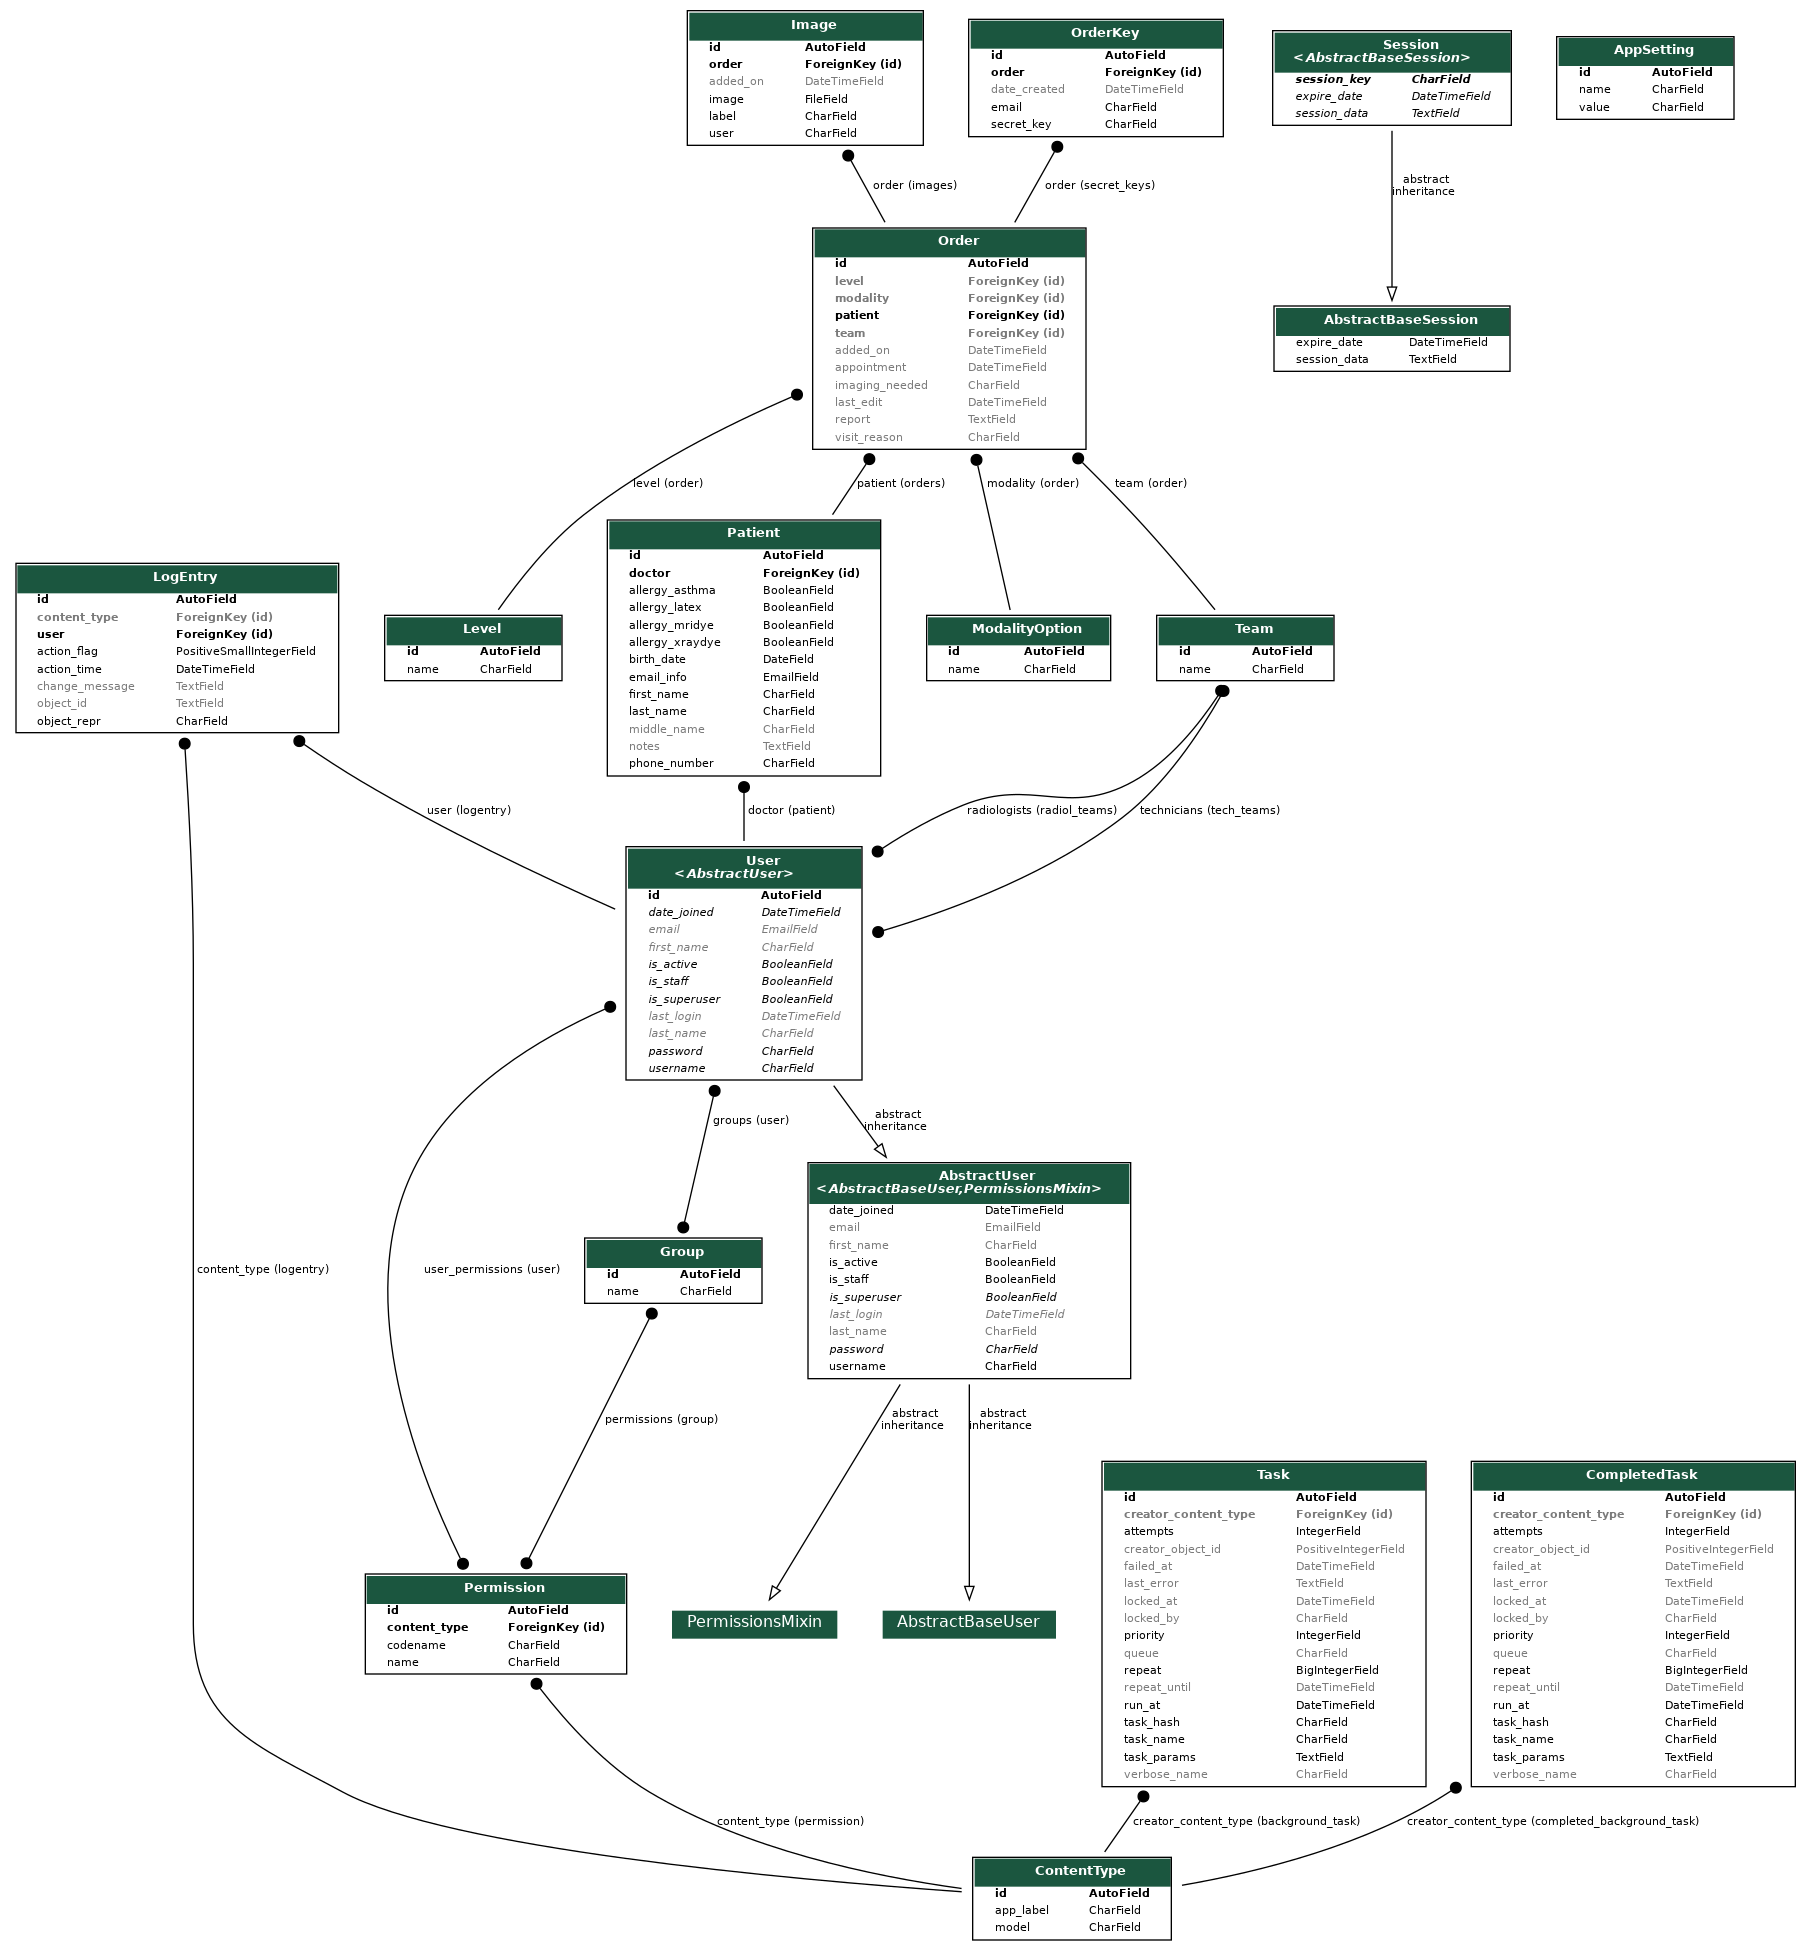 Image
id AutoField
order ForeignKey (id)
added_on DateTimeField
image FileField
label CharField
user CharField
OrderKey
id AutoField
order ForeignKey (id)
date_created DateTimeField
email CharField
secret_key CharField
Session
<AbstractBaseSession>
session_key CharField
expire_date DateTimeField
session_data TextField
AppSetting
id AutoField
name CharField
value CharField
order (images)
order (secret_keys)
abstract
inheritance
Order
id AutoField
level ForeignKey (id)
modality ForeignKey (id)
patient ForeignKey (id)
team ForeignKey (id)
added_on DateTimeField
appointment DateTimeField
imaging_needed CharField
last_edit DateTimeField
report TextField
visit_reason CharField
AbstractBaseSession
expire_date DateTimeField
session_data TextField
level (order)
patient (orders)
modality (order)
team (order)
LogEntry
id AutoField
content_type ForeignKey (id)
user ForeignKey (id)
action_flag PositiveSmallIntegerField
action_time DateTimeField
change_message TextField
object_id TextField
object_repr CharField
Level
id AutoField
name CharField
Patient
id AutoField
doctor ForeignKey (id)
allergy_asthma BooleanField
allergy_latex BooleanField
allergy_mridye BooleanField
allergy_xraydye BooleanField
birth_date DateField
email_info EmailField
first_name CharField
last_name CharField
middle_name CharField
notes TextField
phone_number CharField
ModalityOption
id AutoField
name CharField
Team
id AutoField
name CharField
user (logentry)
doctor (patient)
radiologists (radiol_teams)
technicians (tech_teams)
User
<AbstractUser>
id AutoField
date_joined DateTimeField
email EmailField
first_name CharField
is_active BooleanField
is_staff BooleanField
is_superuser BooleanField
last_login DateTimeField
last_name CharField
password CharField
username CharField
groups (user)
abstract
inheritance
AbstractUser
<AbstractBaseUser,PermissionsMixin>
date_joined DateTimeField
email EmailField
first_name CharField
is_active BooleanField
is_staff BooleanField
is_superuser BooleanField
last_login DateTimeField
last_name CharField
password CharField
username CharField
content_type (logentry)
user_permissions (user)
Group
id AutoField
name CharField
permissions (group)
abstract
inheritance
abstract
inheritance
Task
id AutoField
creator_content_type ForeignKey (id)
attempts IntegerField
creator_object_id PositiveIntegerField
failed_at DateTimeField
last_error TextField
locked_at DateTimeField
locked_by CharField
priority IntegerField
queue CharField
repeat BigIntegerField
repeat_until DateTimeField
run_at DateTimeField
task_hash CharField
task_name CharField
task_params TextField
verbose_name CharField
CompletedTask
id AutoField
creator_content_type ForeignKey (id)
attempts IntegerField
creator_object_id PositiveIntegerField
failed_at DateTimeField
last_error TextField
locked_at DateTimeField
locked_by CharField
priority IntegerField
queue CharField
repeat BigIntegerField
repeat_until DateTimeField
run_at DateTimeField
task_hash CharField
task_name CharField
task_params TextField
verbose_name CharField
Permission
id AutoField
content_type ForeignKey (id)
codename CharField
name CharField
PermissionsMixin
AbstractBaseUser
content_type (permission)
creator_content_type (background_task)
creator_content_type (completed_background_task)
ContentType
id AutoField
app_label CharField
model CharField